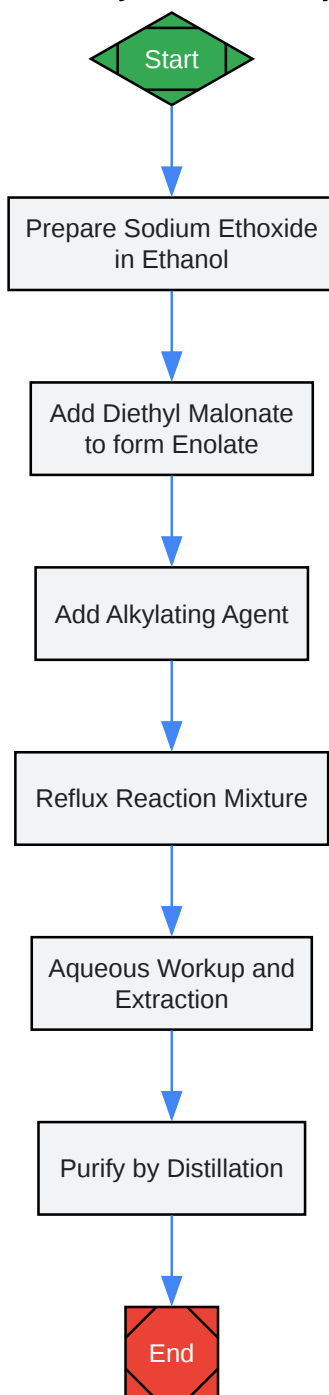 Start
Prepare Sodium Ethoxide
in Ethanol
Add Diethyl Malonate
to form Enolate
Add Alkylating Agent
Reflux Reaction Mixture
Aqueous Workup and
Extraction
Purify by Distillation
End